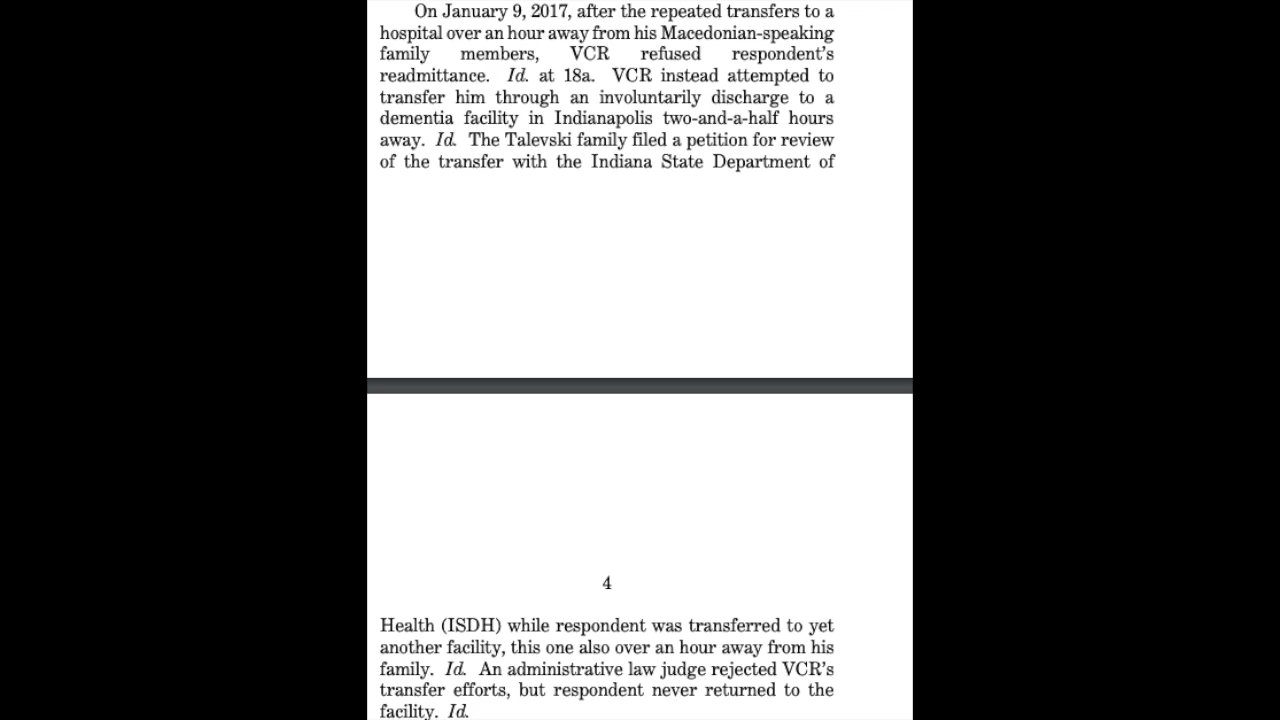 On January 9, 2017, after the repeated transfers to a
hospital over an hour away from his Macedonian-speaking
family members, VCR refused respondent's
readmittance. Id. at 18a. VCR instead attempted to
transfer him through an involuntarily discharge to a
dementia facility in Indianapolis two-and-a-half hours
away. Id. The Talevski family filed a petition for review
of the transfer with the Indiana State Department of
4
Health (ISDH) while respondent was transferred to yet
another facility, this one also over an hour away from his
family. Id. An administrative law judge rejected VCR's
transfer efforts, but respondent never returned to the
facility. Id.